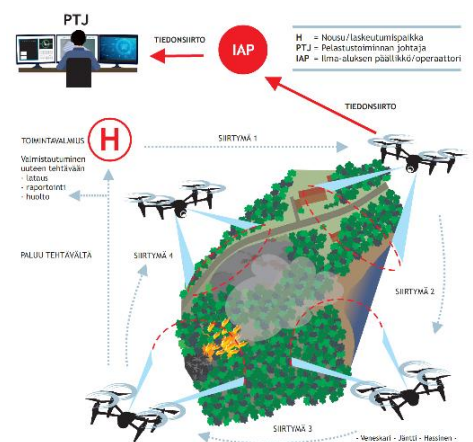 PTJ
TIEDONSIIRTO
IAP
H = Nousu/laskeutumispaikka
PTJ = Pelastustoiminnan johtaja
IAP = Ilma-aluksen päällikkö/operaattori
TIEDONSIIRTO
TOIMINTAVALMIUS
H
SIIRTYMÄ 1
Valmistautuminen
uuteen tehtävään
- lataus
- raportointi
- huolto
PALUU TEHTÄVÄLTÄ
SIIRTYMÄ 4
SIIRTYMÄ 2
SIIRTYMÄ 3
- Veneskari - Jäntti - Hassinen -